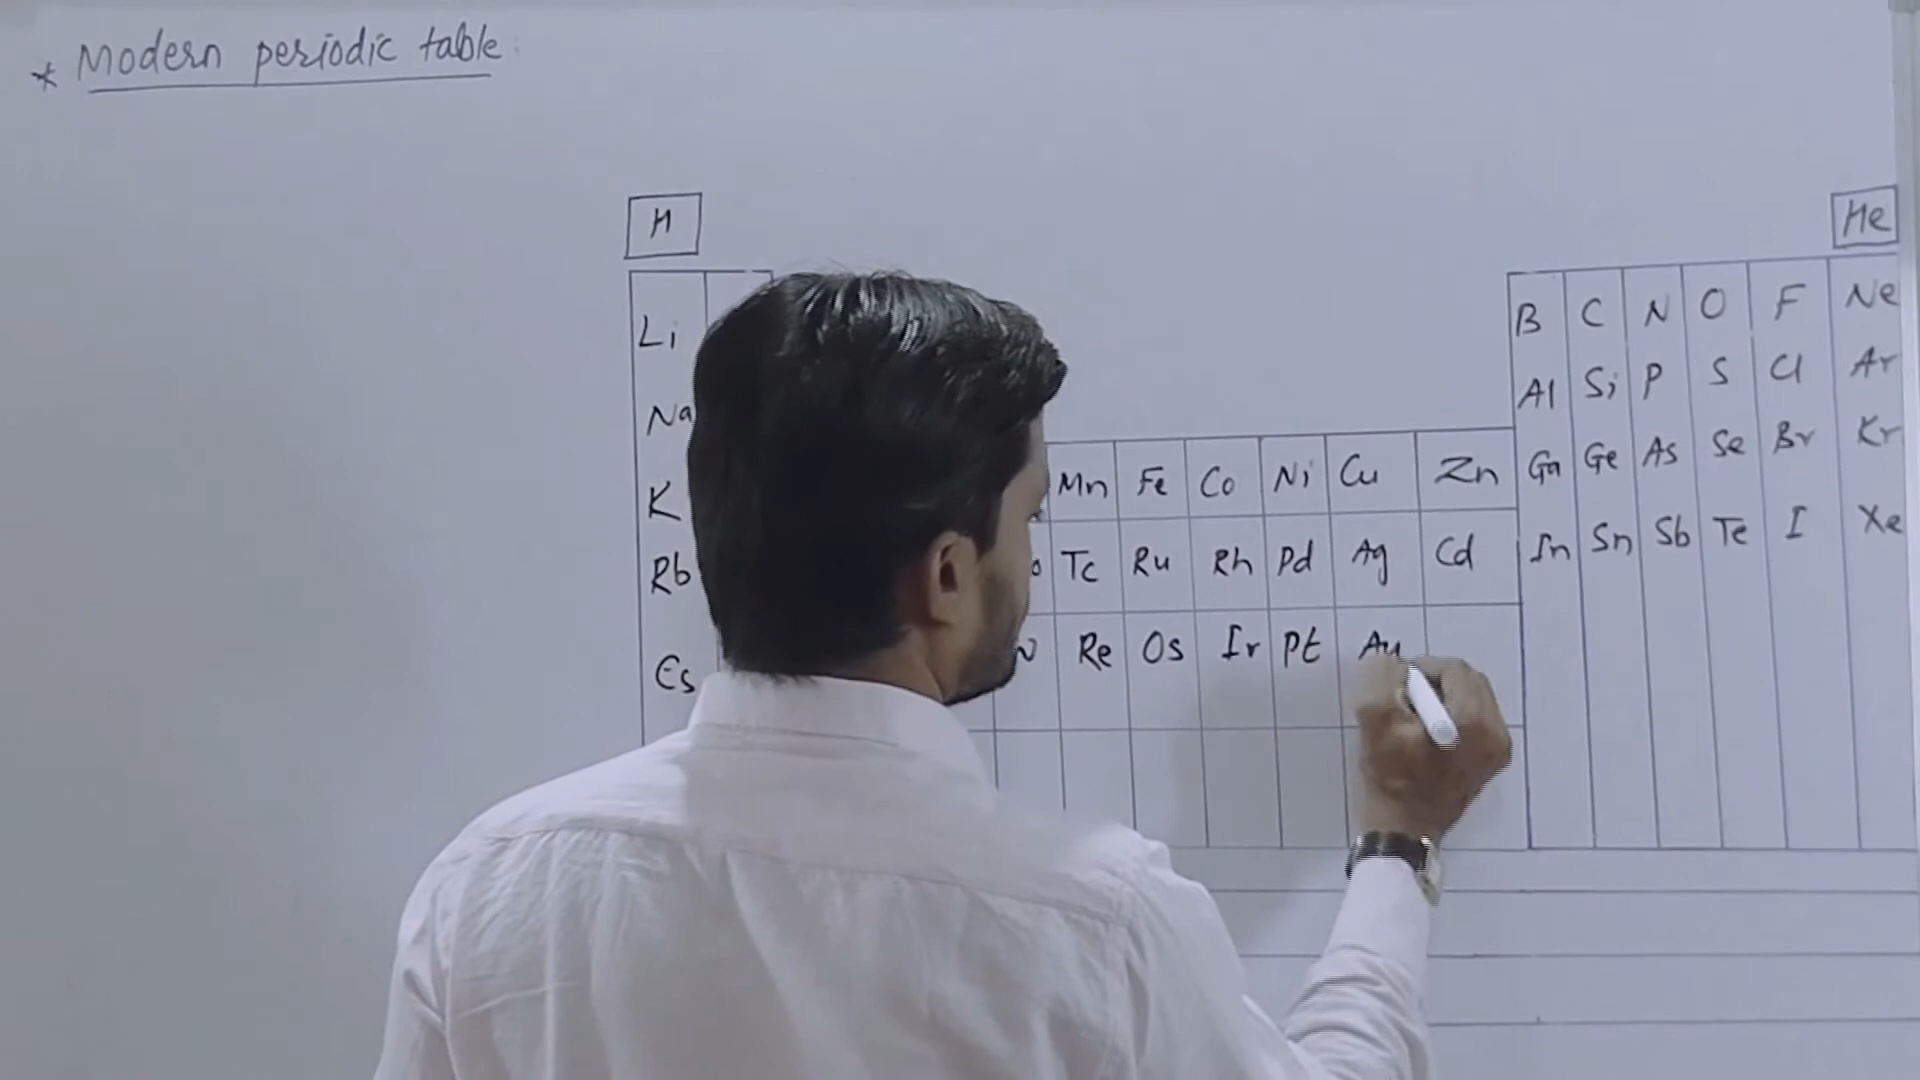 * Modern periodic table:
H He
Li B C N O F Ne
Na Al Si P S Cl Ar
K Mn Fe Co Ni Cu Zn Ga Ge As Se Br Kr
Rb Tc Ru Rh Pd Ag Cd In Sn Sb Te I Xe
Cs Re Os Ir Pt Au